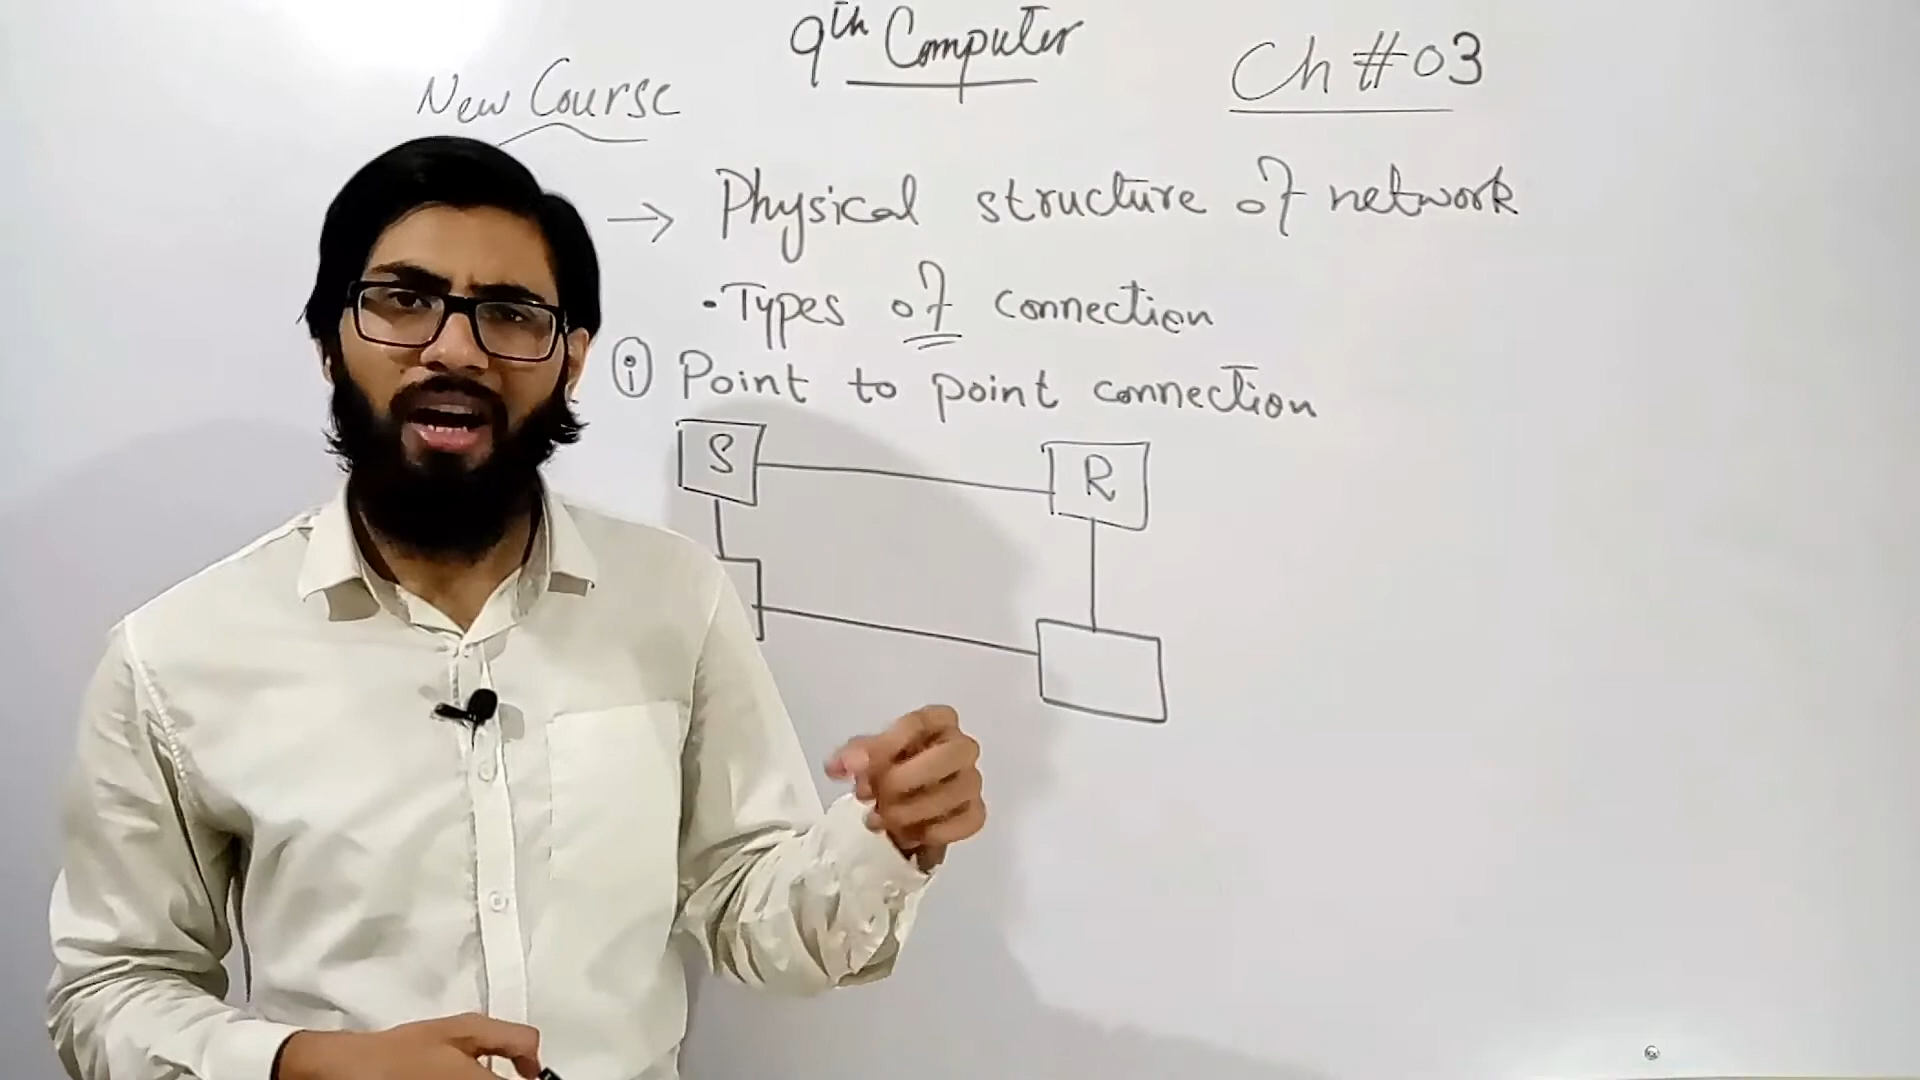 9th Computer
New Course
Ch #03
→ Physical structure of network
• Types of connection
i Point to point connection
S
R